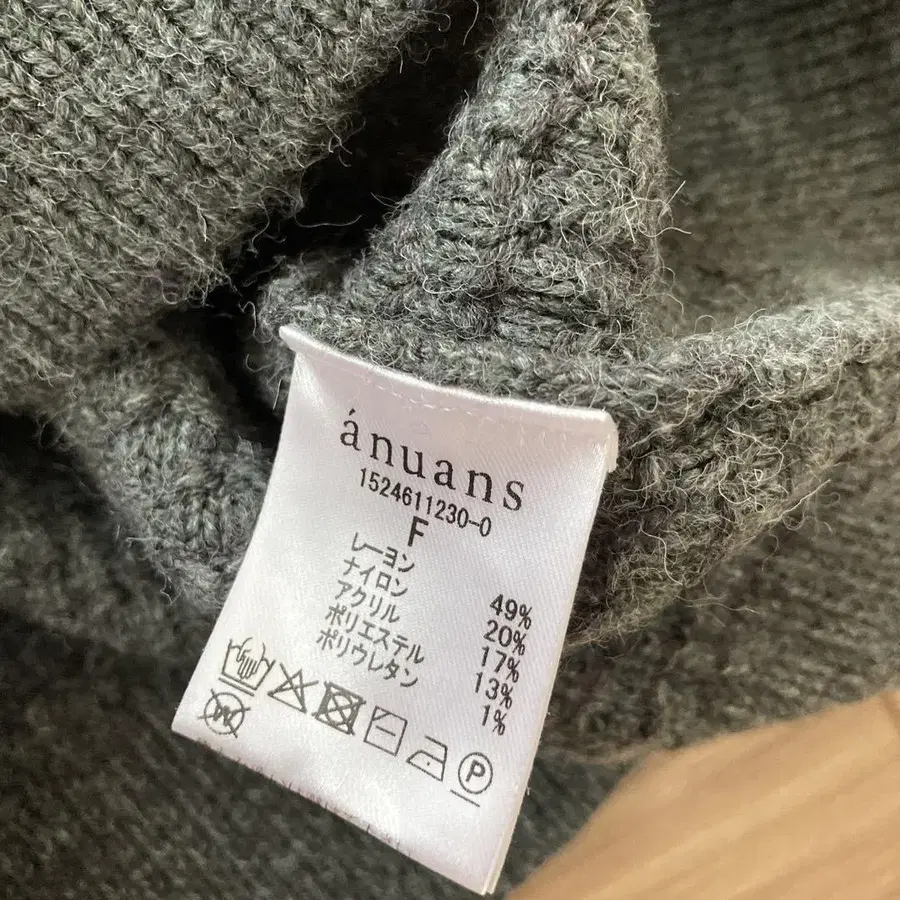 ánuans
1524611230-0
F
レーヨン 49%
ナイロン 20%
アクリル 17%
ポリエステル 13%
ポリウレタン 1%
P
W